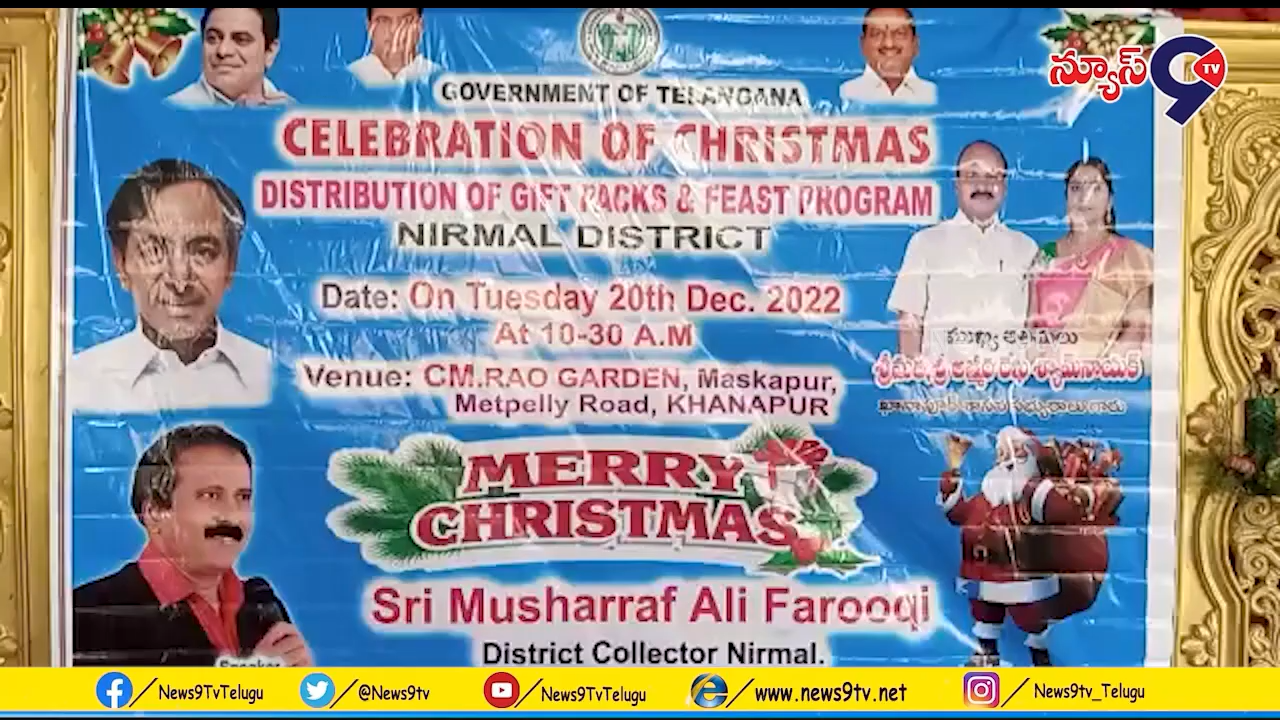 న్యూస్ 9 TV
GOVERNMENT OF TELANGANA
CELEBRATION OF CHRISTMAS
DISTRIBUTION OF GIFT PACKS & FEAST PROGRAM
NIRMAL DISTRICT
Date: On Tuesday 20th Dec. 2022
At 10-30 A.M
Venue: CM.RAO GARDEN, Maskapur,
Metpelly Road, KHANAPUR
ముఖ్య అతిథులు
MERRY
CHRISTMAS
Sri Musharraf Ali Farooqi
District Collector Nirmal.
Speaker
/News9TvTelugu /@News9tv /News9TvTelugu /www.news9tv.net /News9tv_Telugu